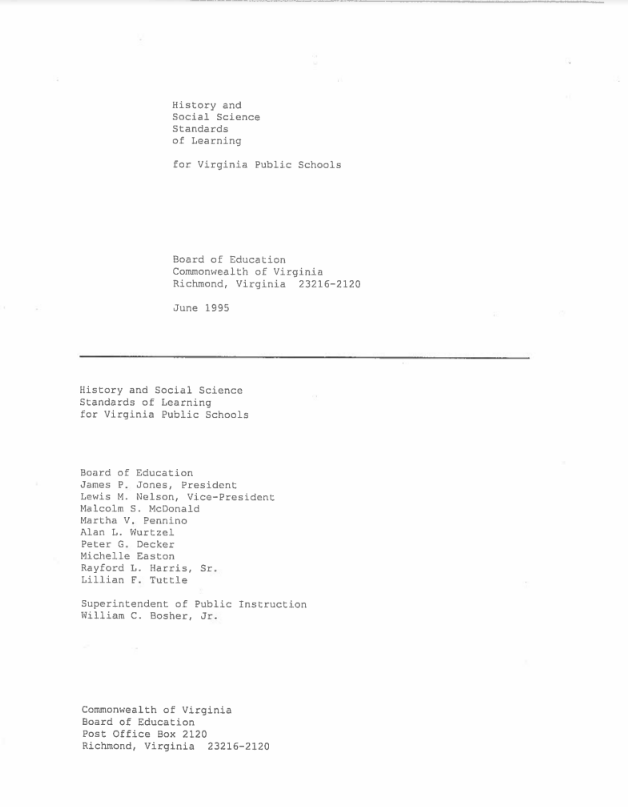 History and
Social Science
Standards
of Learning
for Virginia Public Schools
Board of Education
Commonwealth of Virginia
Richmond, Virginia 23216-2120
June 1995
History and Social Science
Standards of Learning
for Virginia Public Schools
Board of Education
James P. Jones, President
Lewis M. Nelson, Vice-President
Malcolm S. McDonald
Martha V. Pennino
Alan L. Wurtzel
Peter G. Decker
Michelle Easton
Rayford L. Harris, Sr.
Lillian F. Tuttle
Superintendent of Public Instruction
William C. Bosher, Jr.
Commonwealth of Virginia
Board of Education
Post Office Box 2120
Richmond, Virginia 23216-2120